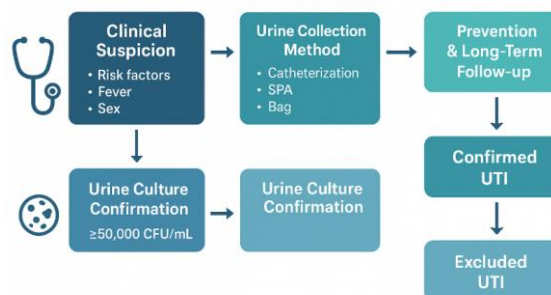 Clinical
Suspicion
• Risk factors
• Fever
• Sex
Urine Collection
Method
• Catheterization
• SPA
• Bag
Prevention
& Long-Term
Follow-up
Confirmed
UTI
Urine Culture
Confirmation
≥50,000 CFU/mL
Urine Culture
Confirmation
Excluded
UTI